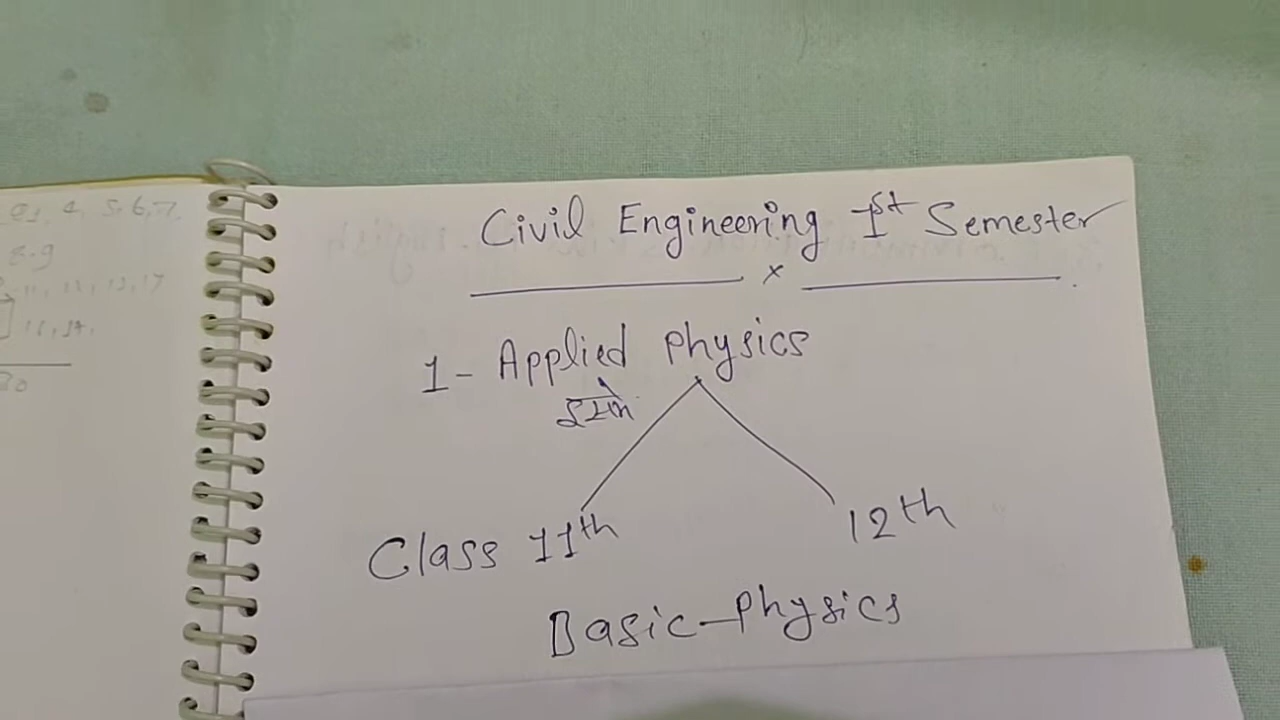 Civil Engineering 1st Semester
x
1- Applied Physics
Class 11th 12th
Basic-Physics